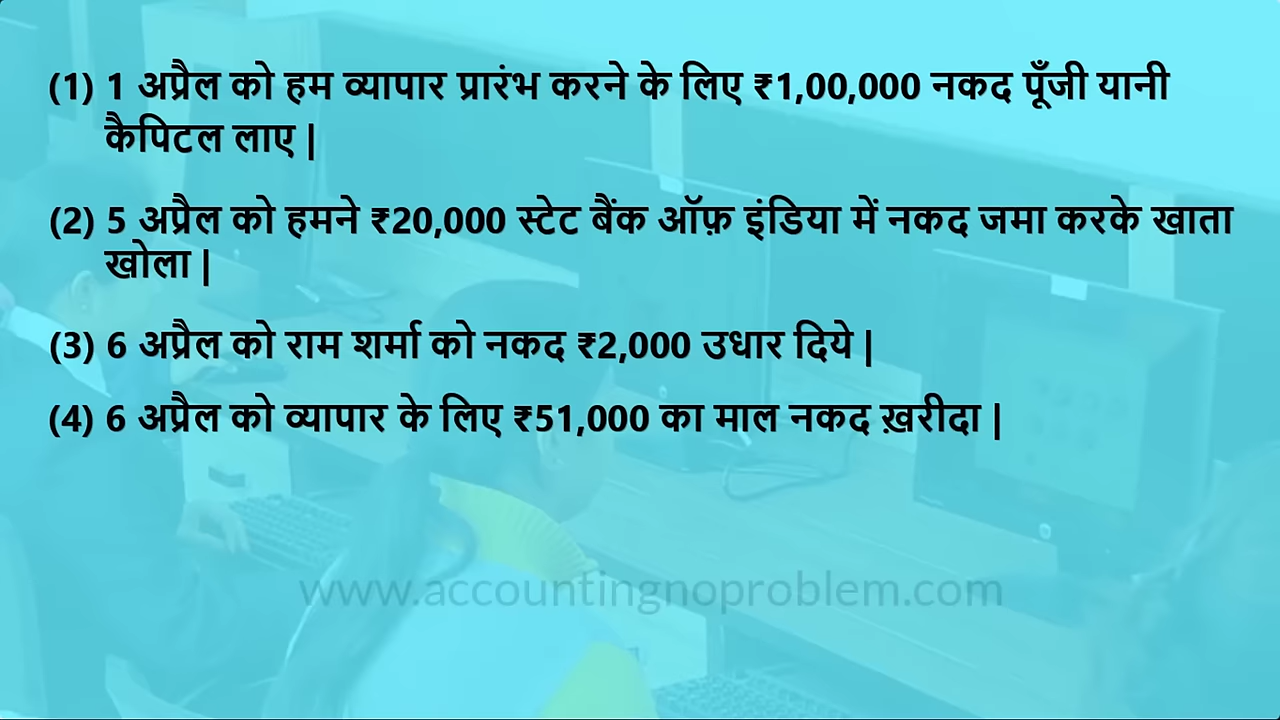 (1) 1 अप्रैल को हम व्यापार प्रारंभ करने के लिए ₹1,00,000 नकद पूँजी यानी
कैपिटल लाए |
(2) 5 अप्रैल को हमने ₹20,000 स्टेट बैंक ऑफ़ इंडिया में नकद जमा करके खाता
खोला |
(3) 6 अप्रैल को राम शर्मा को नकद ₹2,000 उधार दिये |
(4) 6 अप्रैल को व्यापार के लिए ₹51,000 का माल नकद ख़रीदा |
www.accountingnoproblem.com